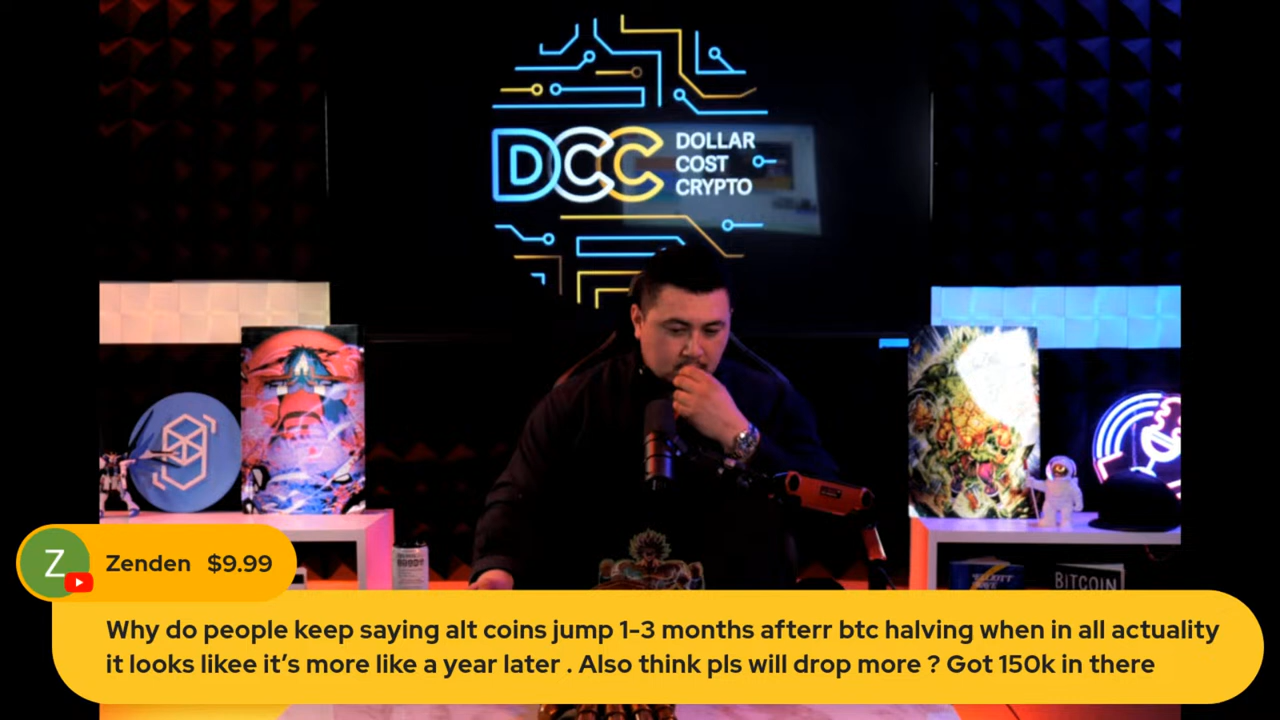 DCC
DOLLAR
COST
CRYPTO
BITCOIN
Z
Zenden $9.99
Why do people keep saying alt coins jump 1-3 months afterr btc halving when in all actuality
it looks likee it's more like a year later . Also think pls will drop more ? Got 150k in there